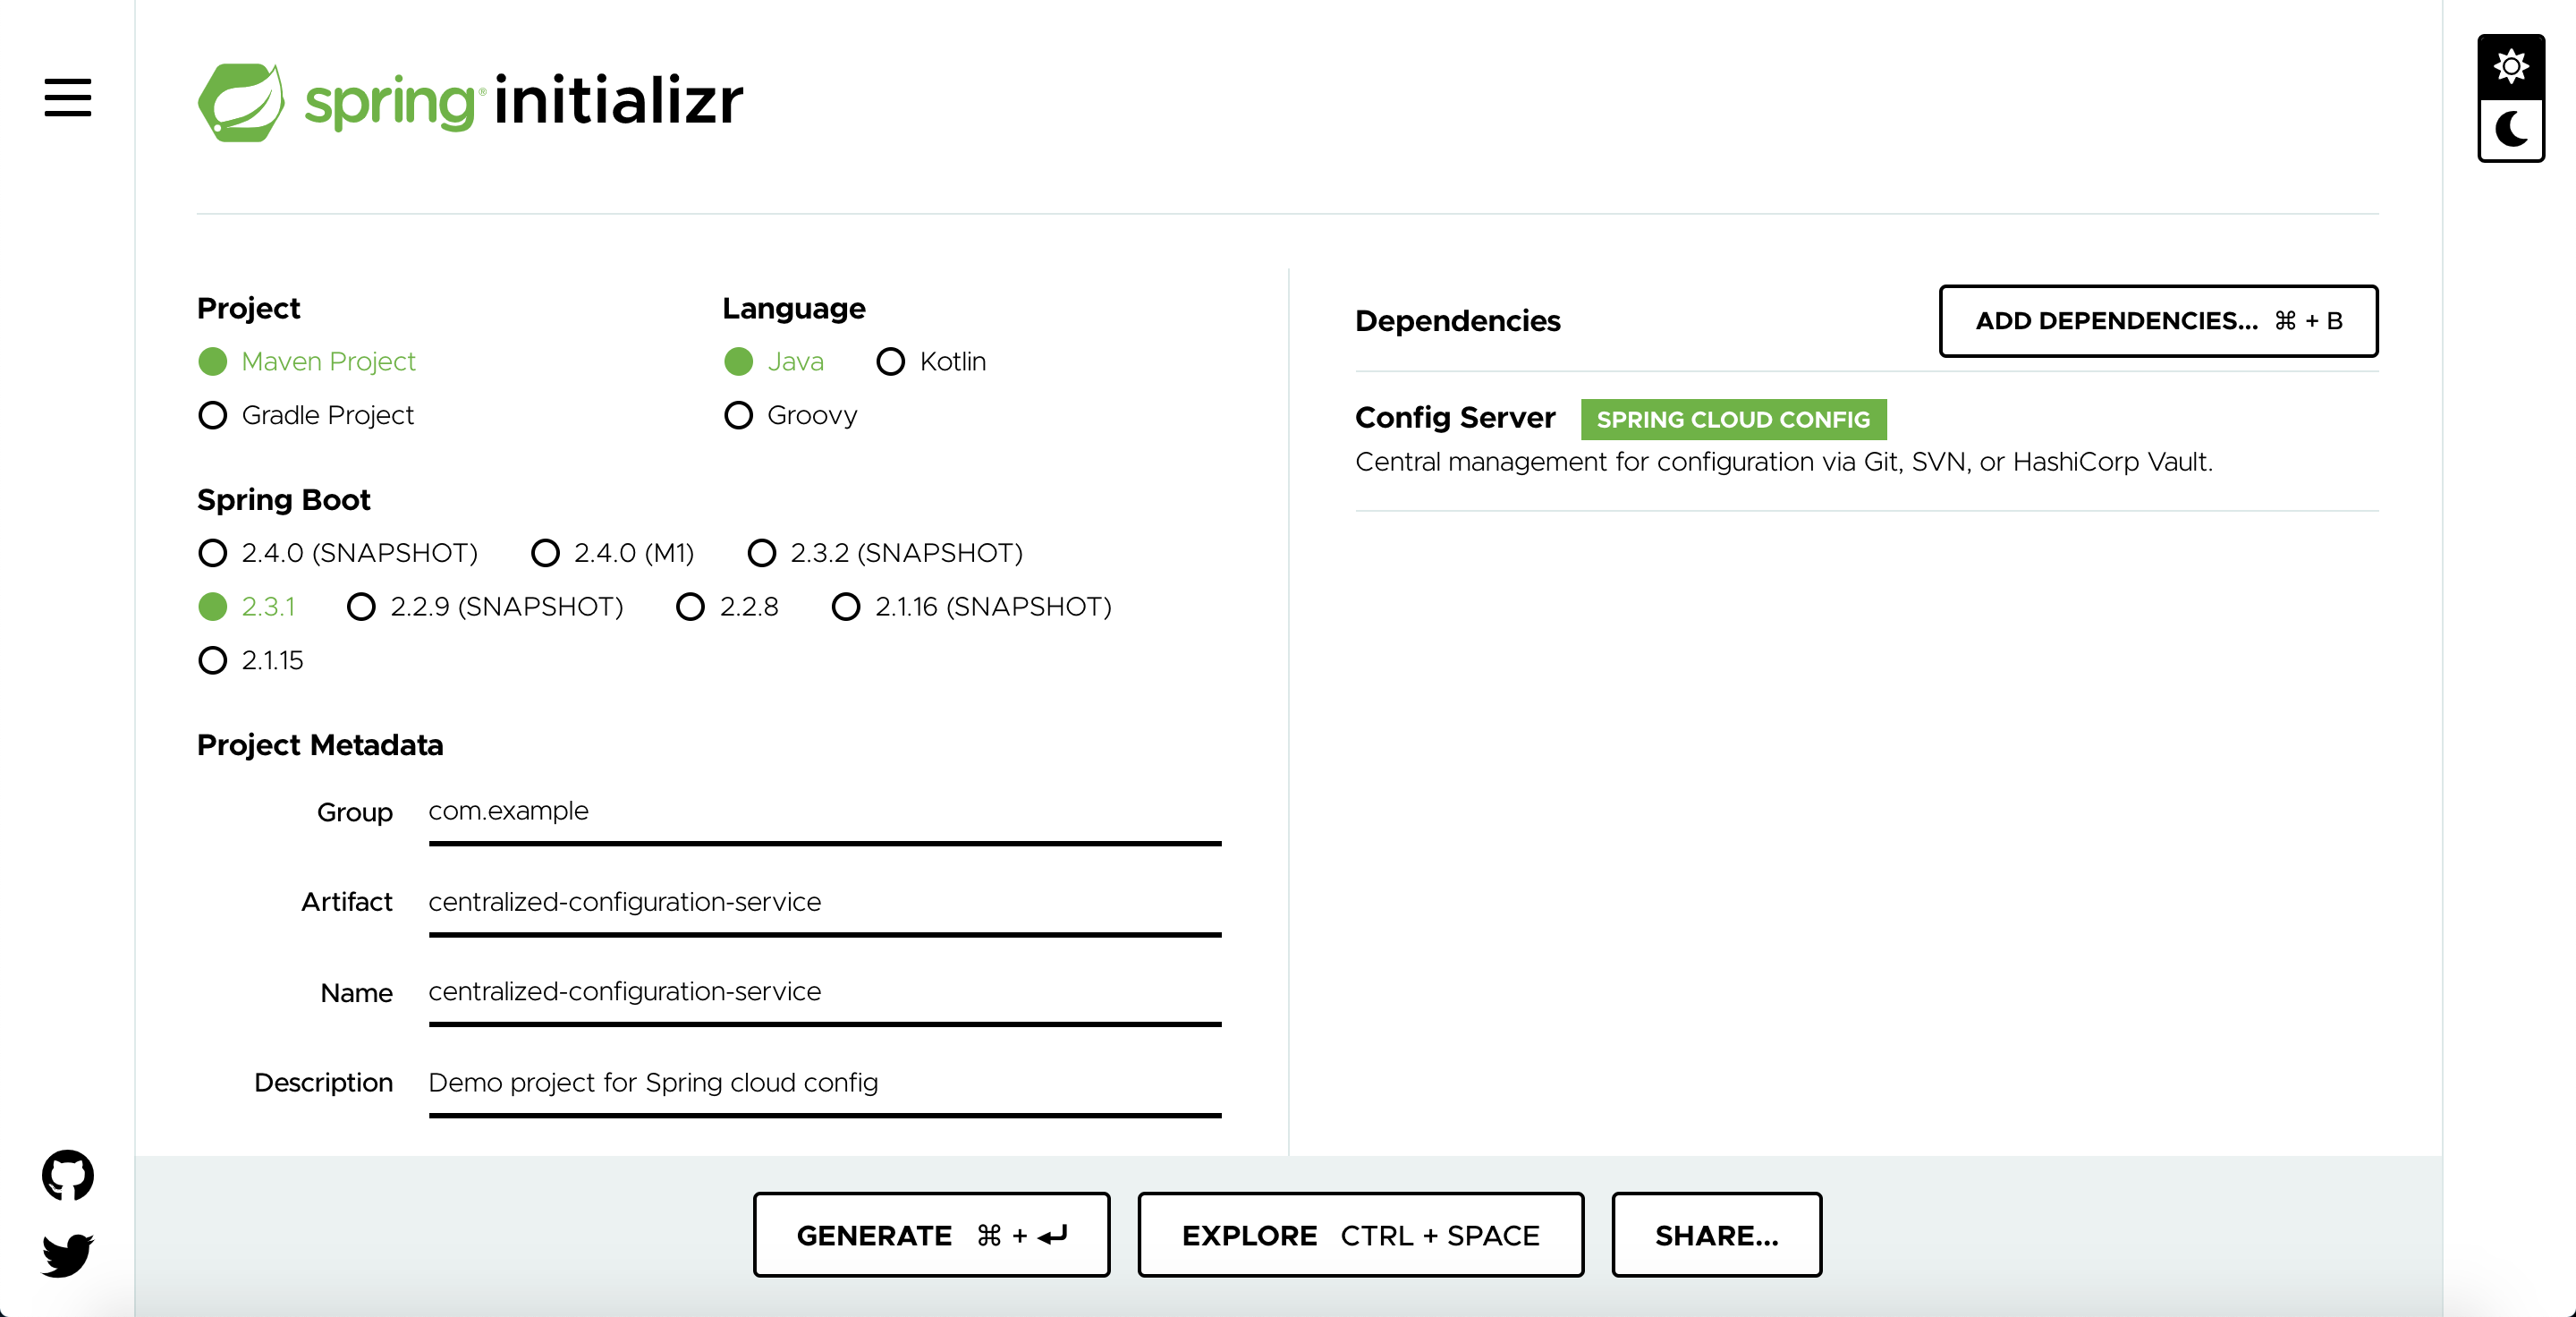 spring® initializr
Project
Maven Project
Gradle Project
Language
Java Kotlin
Groovy
Spring Boot
2.4.0 (SNAPSHOT) 2.4.0 (M1) 2.3.2 (SNAPSHOT)
2.3.1 2.2.9 (SNAPSHOT) 2.2.8 2.1.16 (SNAPSHOT)
2.1.15
Project Metadata
Group com.example
Artifact centralized-configuration-service
Name centralized-configuration-service
Description Demo project for Spring cloud config
Dependencies ADD DEPENDENCIES... ⌘ + B
Config Server SPRING CLOUD CONFIG
Central management for configuration via Git, SVN, or HashiCorp Vault.
GENERATE ⌘ + ↵ EXPLORE CTRL + SPACE SHARE...